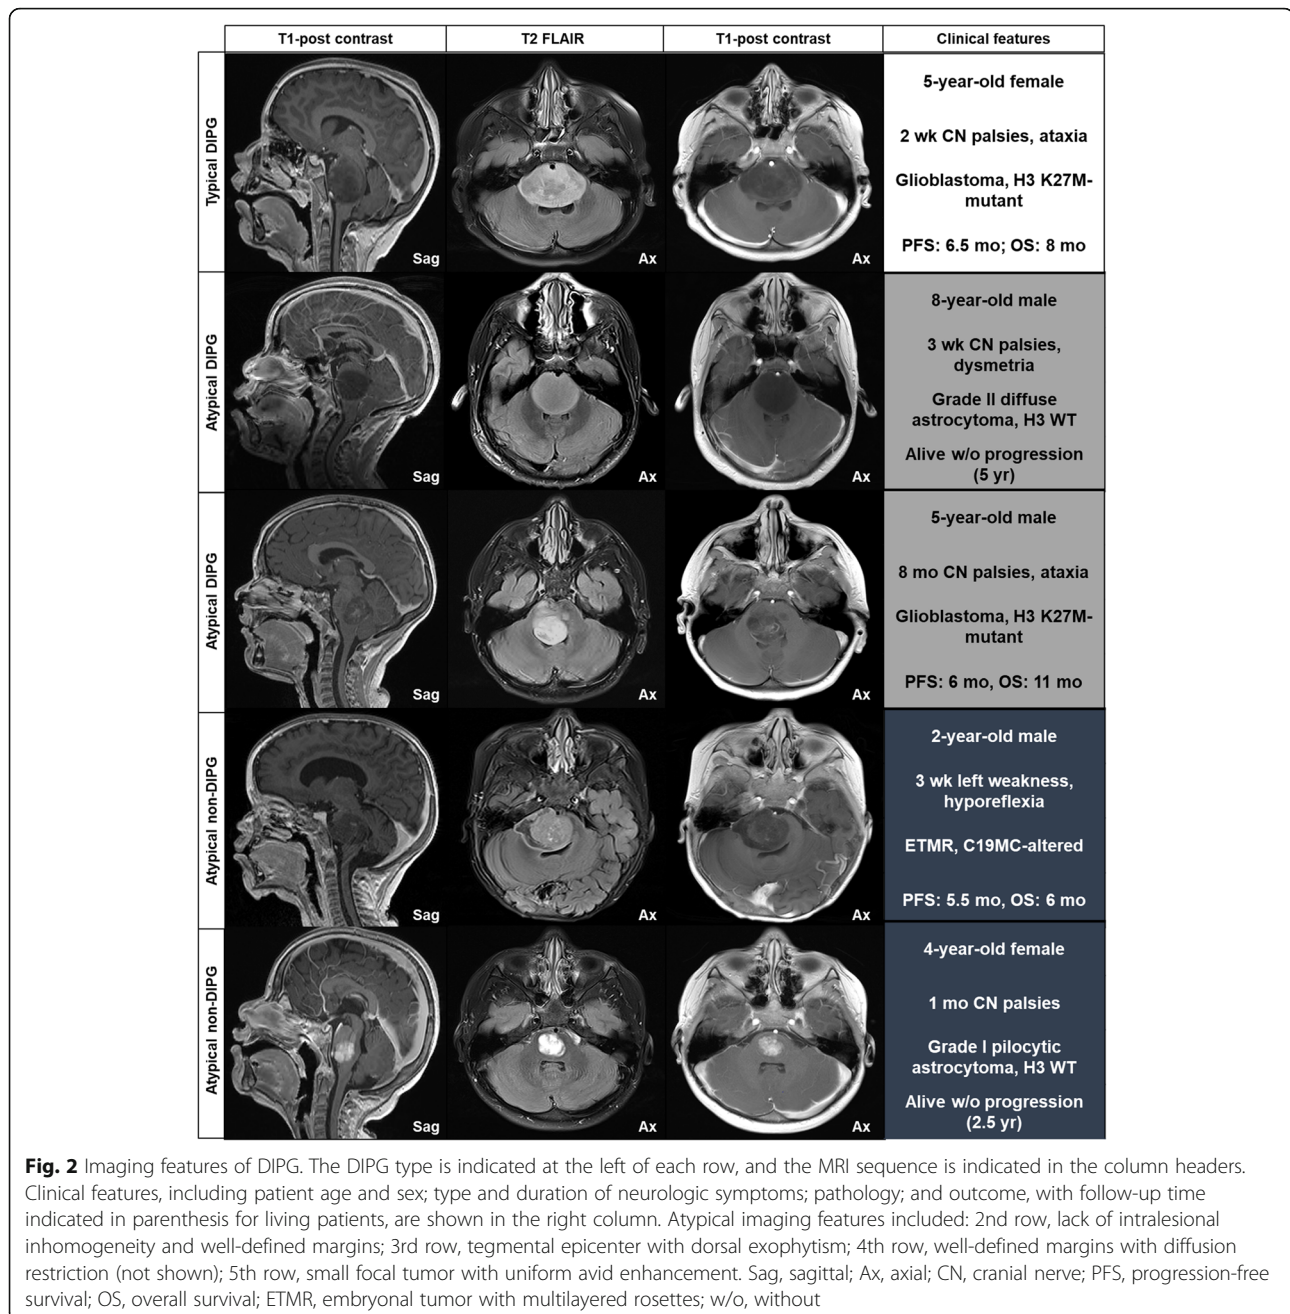 T1-post contrast T2 FLAIR T1-post contrast Clinical features
Typical DIPG
Sag
Ax
Ax
5-year-old female
2 wk CN palsies, ataxia
Glioblastoma, H3 K27M-
mutant
PFS: 6.5 mo; OS: 8 mo
Atypical DIPG
Sag
Ax
Ax
8-year-old male
3 wk CN palsies,
dysmetria
Grade II diffuse
astrocytoma, H3 WT
Alive w/o progression
(5 yr)
Atypical DIPG
Sag
Ax
Ax
5-year-old male
8 mo CN palsies, ataxia
Glioblastoma, H3 K27M-
mutant
PFS: 6 mo, OS: 11 mo
Atypical non-DIPG
Sag
Ax
Ax
2-year-old male
3 wk left weakness,
hyporeflexia
ETMR, C19MC-altered
PFS: 5.5 mo, OS: 6 mo
Atypical non-DIPG
Sag
Ax
Ax
4-year-old female
1 mo CN palsies
Grade I pilocytic
astrocytoma, H3 WT
Alive w/o progression
(2.5 yr)
Fig. 2 Imaging features of DIPG. The DIPG type is indicated at the left of each row, and the MRI sequence is indicated in the column headers.
Clinical features, including patient age and sex; type and duration of neurologic symptoms; pathology; and outcome, with follow-up time
indicated in parenthesis for living patients, are shown in the right column. Atypical imaging features included: 2nd row, lack of intralesional
inhomogeneity and well-defined margins; 3rd row, tegmental epicenter with dorsal exophytism; 4th row, well-defined margins with diffusion
restriction (not shown); 5th row, small focal tumor with uniform avid enhancement. Sag, sagittal; Ax, axial; CN, cranial nerve; PFS, progression-free
survival; OS, overall survival; ETMR, embryonal tumor with multilayered rosettes; w/o, without